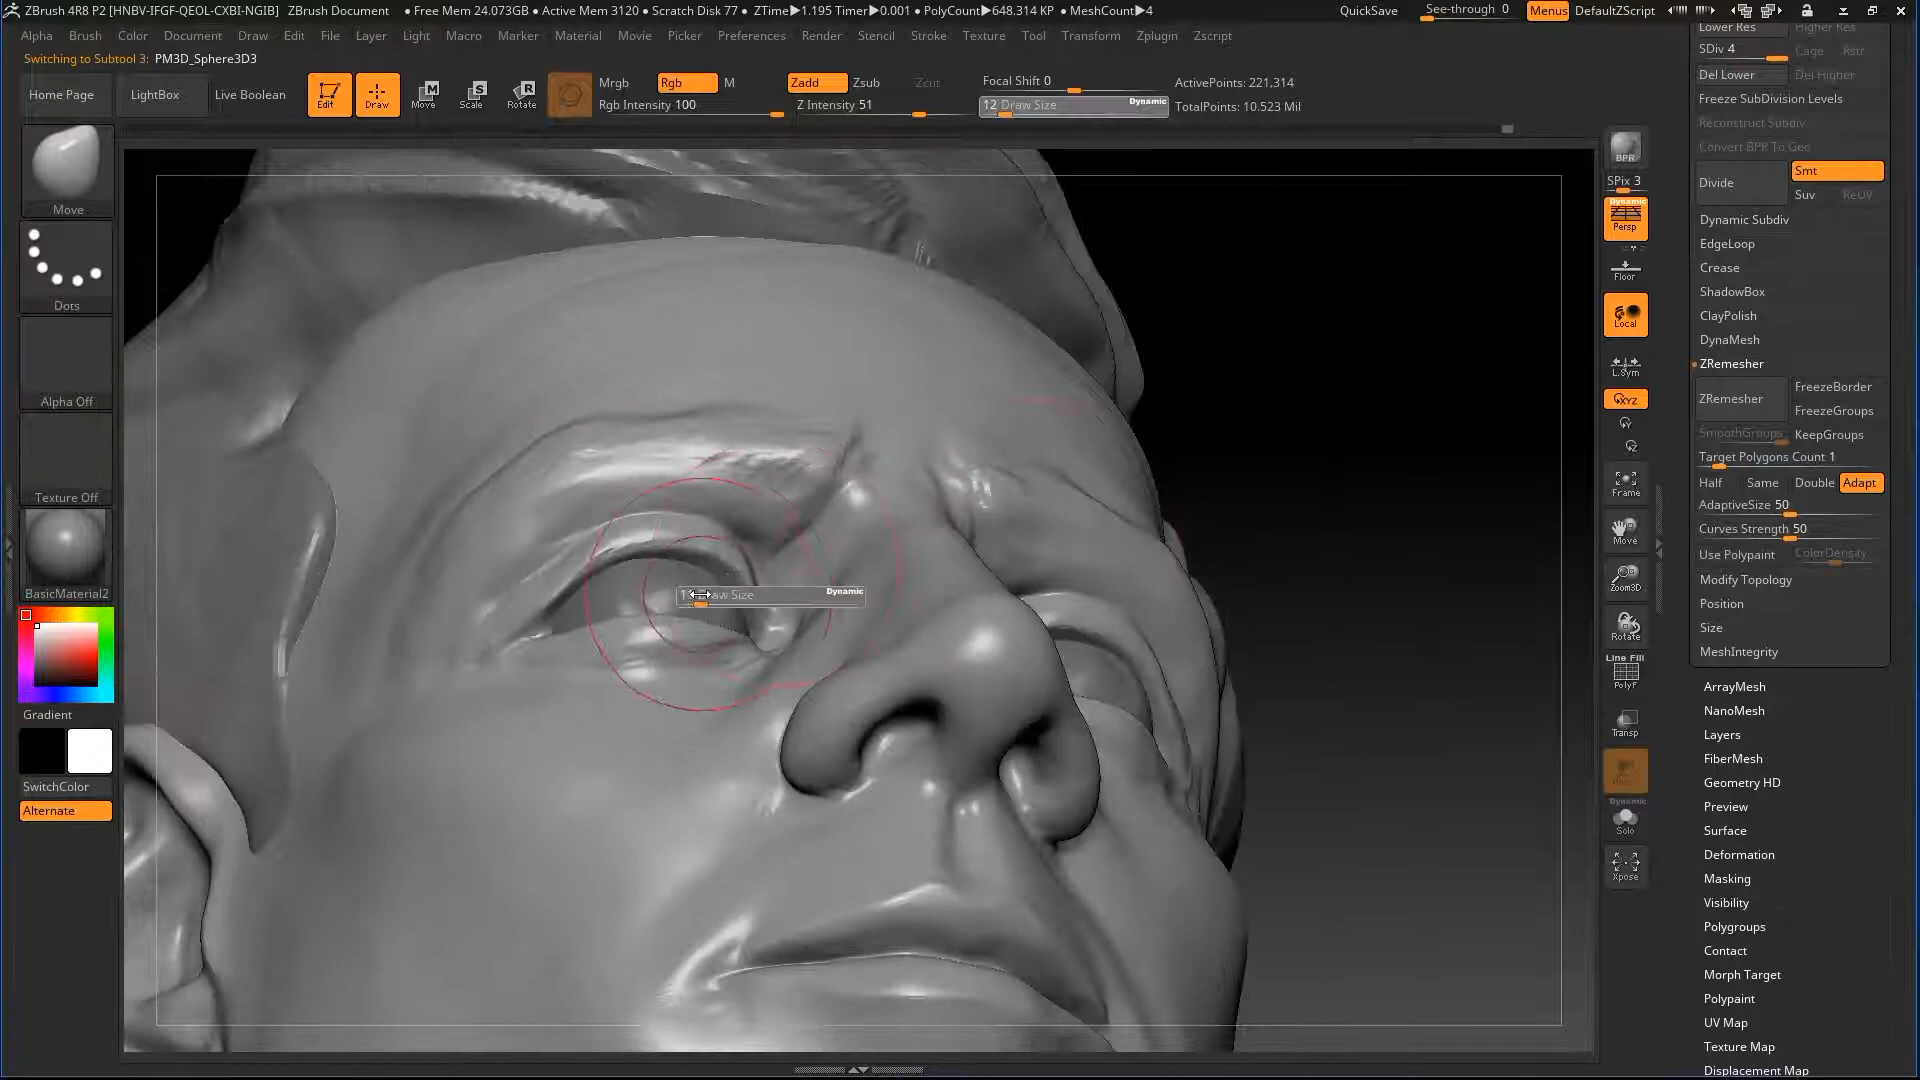 ZBrush 4R8 P2 [HNBV-IFGF-QEOL-CXBI-NGIB] ZBrush Document • Free Mem 24.073GB • Active Mem 3120 • Scratch Disk 77 • ZTime▶1.195 Timer▶0.001 • PolyCount▶648.314 KP • MeshCount▶4 QuickSave See-through 0 Menus DefaultZScript
Alpha Brush Color Document Draw Edit File Layer Light Macro Marker Material Movie Picker Preferences Render Stencil Stroke Texture Tool Transform Zplugin Zscript
Switching to Subtool 3: PM3D_Sphere3D3
Home Page LightBox Live Boolean Edit Draw Move Scale Rotate
Mrgb Rgb M Zadd Zsub Zcut Focal Shift 0 ActivePoints: 221,314
Rgb Intensity 100 Z Intensity 51 12 Draw Size Dynamic TotalPoints: 10.523 Mil
Move
Dots
Alpha Off
Texture Off
BasicMaterial2
Gradient
SwitchColor
Alternate
Draw Size Dynamic
BPR
SPix 3
Dynamic
Persp
Floor
Local
L.Sym
XYZ
Frame
Move
Zoom3D
Rotate
Line Fill
PolyF
Transp
Dynamic
Solo
Xpose
Lower Res Higher Res
SDiv 4 Cage Rstr
Del Lower Del Higher
Freeze SubDivision Levels
Reconstruct Subdiv
Convert BPR To Geo
Divide Smt
Suv ReUV
Dynamic Subdiv
EdgeLoop
Crease
ShadowBox
ClayPolish
DynaMesh
ZRemesher
ZRemesher FreezeBorder
FreezeGroups
SmoothGroups KeepGroups
Target Polygons Count 1
Half Same Double Adapt
AdaptiveSize 50
Curves Strength 50
Use Polypaint ColorDensity
Modify Topology
Position
Size
MeshIntegrity
ArrayMesh
NanoMesh
Layers
FiberMesh
Geometry HD
Preview
Surface
Deformation
Masking
Visibility
Polygroups
Contact
Morph Target
Polypaint
UV Map
Texture Map
Displacement Map